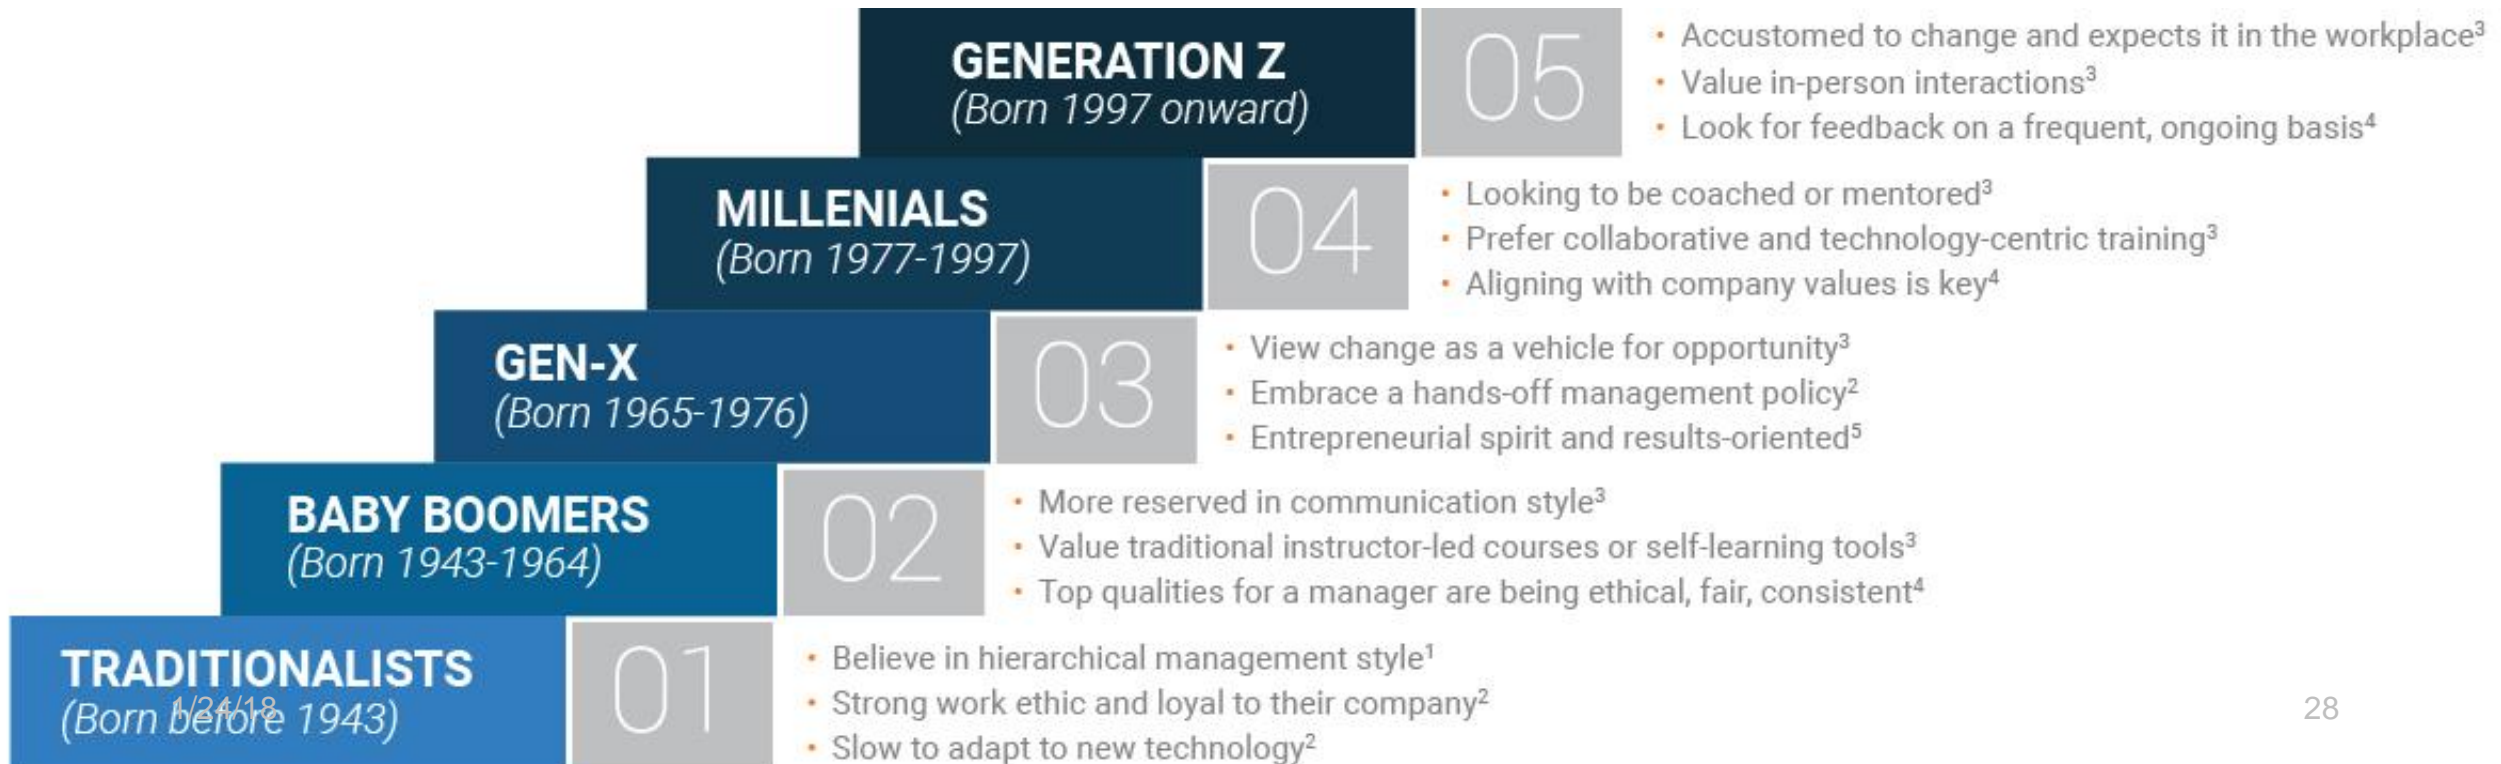 GENERATION Z
(Born 1997 onward)
05
• Accustomed to change and expects it in the workplace³
• Value in-person interactions³
• Look for feedback on a frequent, ongoing basis⁴
MILLENIALS
(Born 1977-1997)
04
• Looking to be coached or mentored³
• Prefer collaborative and technology-centric training³
• Aligning with company values is key⁴
GEN-X
(Born 1965-1976)
03
• View change as a vehicle for opportunity³
• Embrace a hands-off management policy²
• Entrepreneurial spirit and results-oriented⁵
BABY BOOMERS
(Born 1943-1964)
02
• More reserved in communication style³
• Value traditional instructor-led courses or self-learning tools³
• Top qualities for a manager are being ethical, fair, consistent⁴
TRADITIONALISTS
(Born before 1943)
01
• Believe in hierarchical management style¹
• Strong work ethic and loyal to their company²
• Slow to adapt to new technology²
1/24/18
28